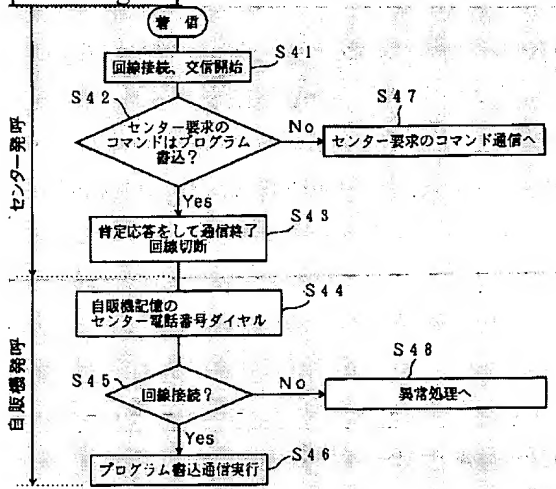 着信
回線接続、交信開始
S41
S42
センター要求の
コマンドはプログラム
書込?
No
S47
センター要求のコマンド通信へ
Yes
センター発呼
肯定応答をして通信終了
回線切断
S43
自販機記憶の
センター電話番号ダイヤル
S44
S45
回線接続?
No
S48
異常処理へ
Yes
自販機発呼
プログラム書込通信実行
S46